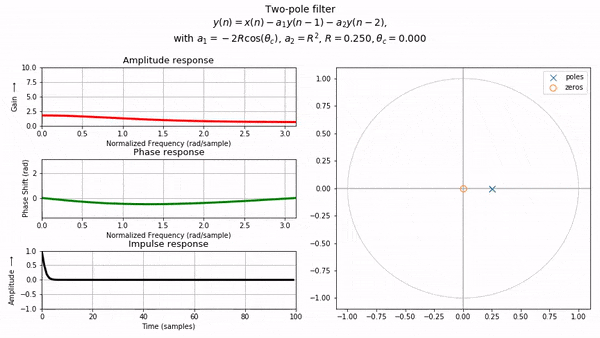 Two-pole filter
y(n) = x(n) − a₁y(n − 1) − a₂y(n − 2),
with a₁ = −2Rcos(θ_c), a₂ = R², R = 0.250, θ_c = 0.000
Amplitude response
Gain →
10.0
7.5
5.0
2.5
0.0
0.0 0.5 1.0 1.5 2.0 2.5 3.0
Normalized Frequency (rad/sample)
Phase response
Phase Shift (rad)
2
0
0.0 0.5 1.0 1.5 2.0 2.5 3.0
Normalized Frequency (rad/sample)
Impulse response
Amplitude →
1.0
0.5
0.0
−0.5
−1.0
0 20 40 60 80 100
Time (samples)
poles
zeros
1.00
0.75
0.50
0.25
0.00
−0.25
−0.50
−0.75
−1.00
−1.00 −0.75 −0.50 −0.25 0.00 0.25 0.50 0.75 1.00